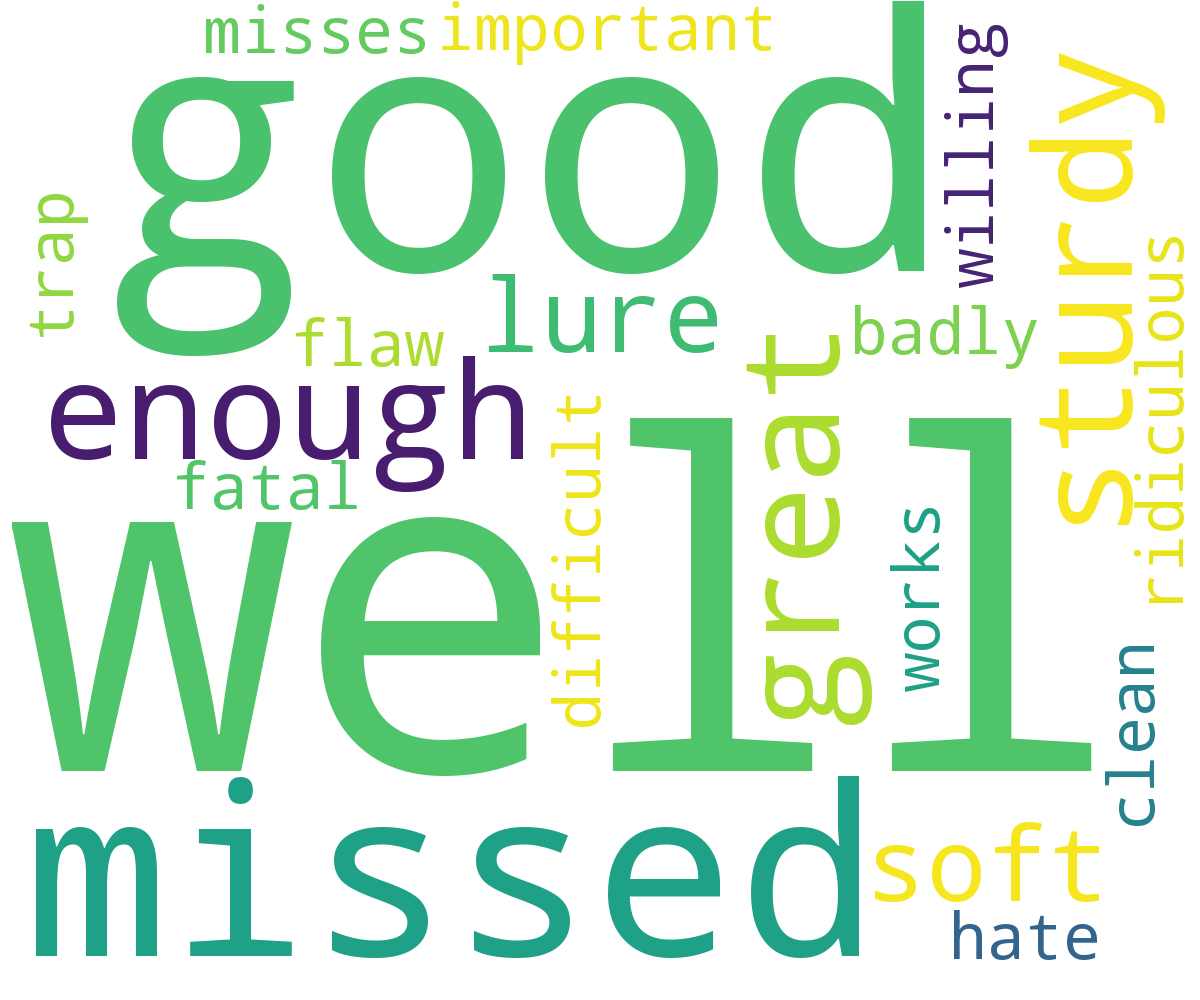 misses
important
good
willing
sturdy
trap
lure
ridiculous
flaw
badly
great
enough
difficult
fatal
well
works
clean
missed
soft
hate